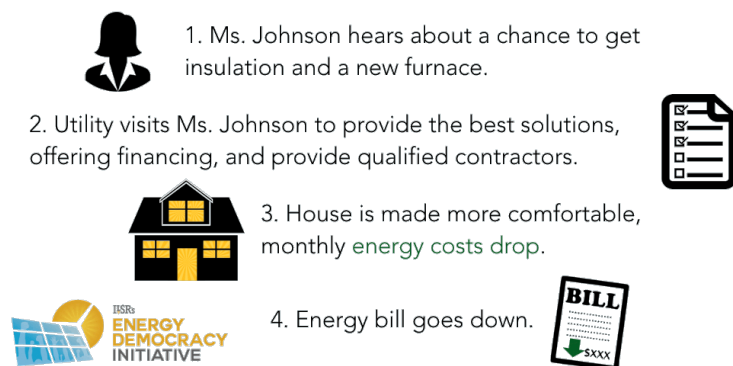 1. Ms. Johnson hears about a chance to get
insulation and a new furnace.
2. Utility visits Ms. Johnson to provide the best solutions,
offering financing, and provide qualified contractors.
3. House is made more comfortable,
monthly energy costs drop.
ILSR's
ENERGY
DEMOCRACY
INITIATIVE
4. Energy bill goes down.
BILL
$XXX